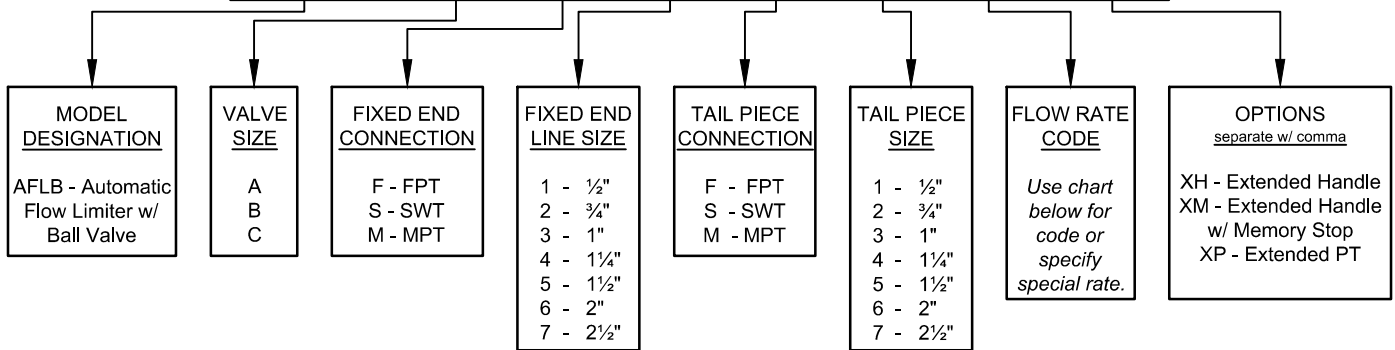 MODEL
DESIGNATION
AFLB - Automatic
Flow Limiter w/
Ball Valve
VALVE
SIZE
A
B
C
FIXED END
CONNECTION
F - FPT
S - SWT
M - MPT
FIXED END
LINE SIZE
1 - ½"
2 - ¾"
3 - 1"
4 - 1¼"
5 - 1½"
6 - 2"
7 - 2½"
TAIL PIECE
CONNECTION
F - FPT
S - SWT
M - MPT
TAIL PIECE
SIZE
1 - ½"
2 - ¾"
3 - 1"
4 - 1¼"
5 - 1½"
6 - 2"
7 - 2½"
FLOW RATE
CODE
Use chart
below for
code or
specify
special rate.
OPTIONS
separate w/ comma
XH - Extended Handle
XM - Extended Handle
w/ Memory Stop
XP - Extended PT